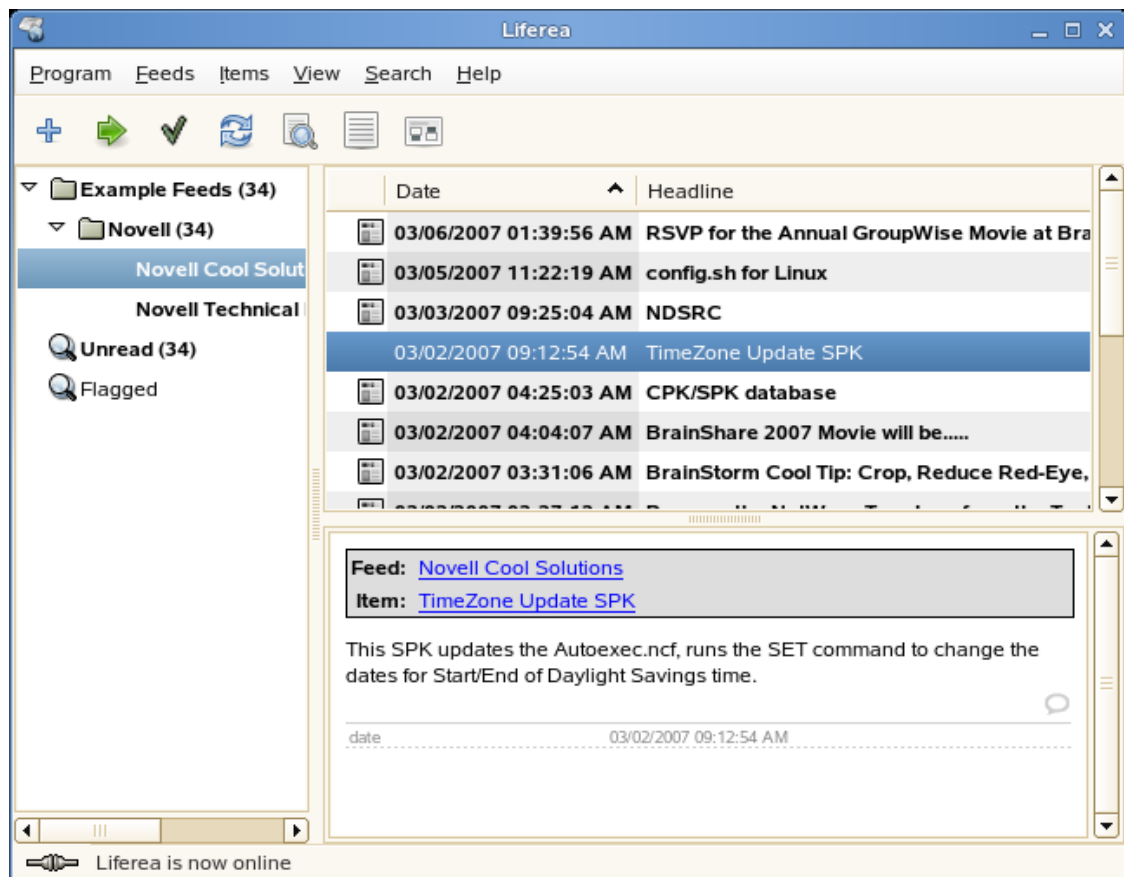 Liferea
Program Feeds Items View Search Help
Example Feeds (34)
Novell (34)
Novell Cool Solut
Novell Technical
Unread (34)
Flagged
Date Headline
03/06/2007 01:39:56 AM RSVP for the Annual GroupWise Movie at Bra
03/05/2007 11:22:19 AM config.sh for Linux
03/03/2007 09:25:04 AM NDSRC
03/02/2007 09:12:54 AM TimeZone Update SPK
03/02/2007 04:25:03 AM CPK/SPK database
03/02/2007 04:04:07 AM BrainShare 2007 Movie will be.....
03/02/2007 03:31:06 AM BrainStorm Cool Tip: Crop, Reduce Red-Eye,
Feed: Novell Cool Solutions
Item: TimeZone Update SPK
This SPK updates the Autoexec.ncf, runs the SET command to change the
dates for Start/End of Daylight Savings time.
date 03/02/2007 09:12:54 AM
Liferea is now online